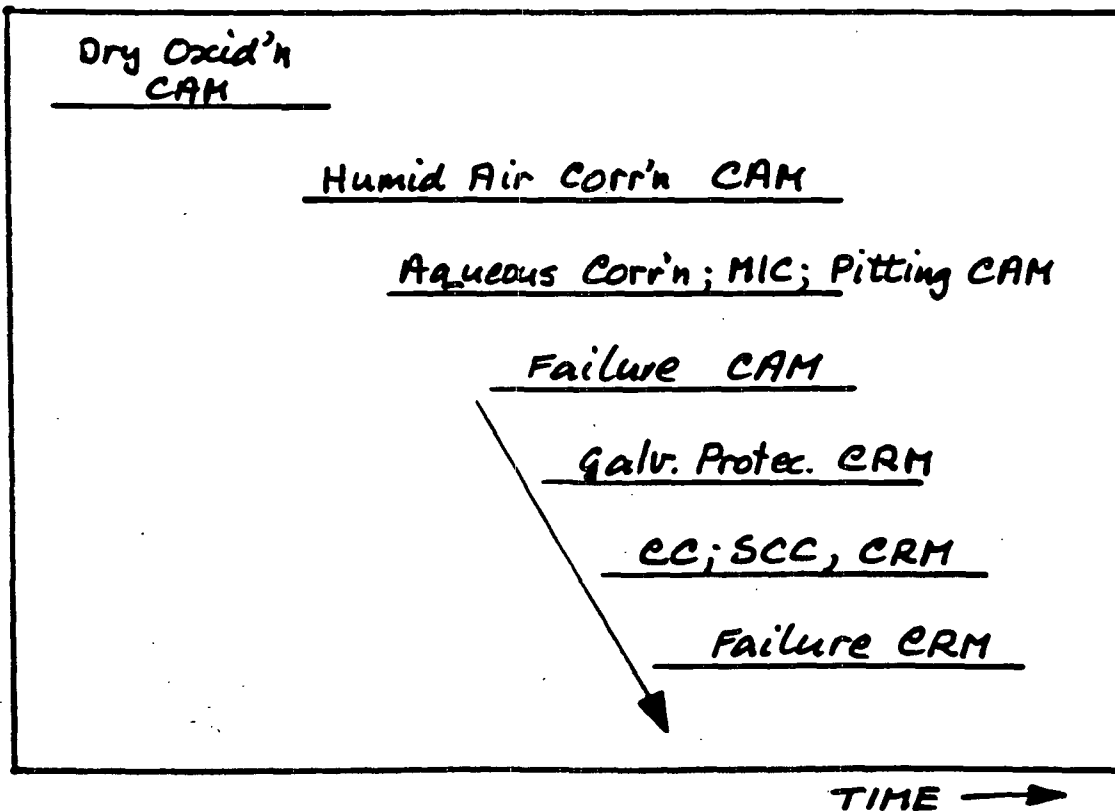 Dry Oxid'n
CAM
Humid Air Corr'n CAM
Aqueous Corr'n; MIC; Pitting CAM
Failure CAM
Galv. Protec. CRM
CC; SCC, CRM
Failure CRM
TIME